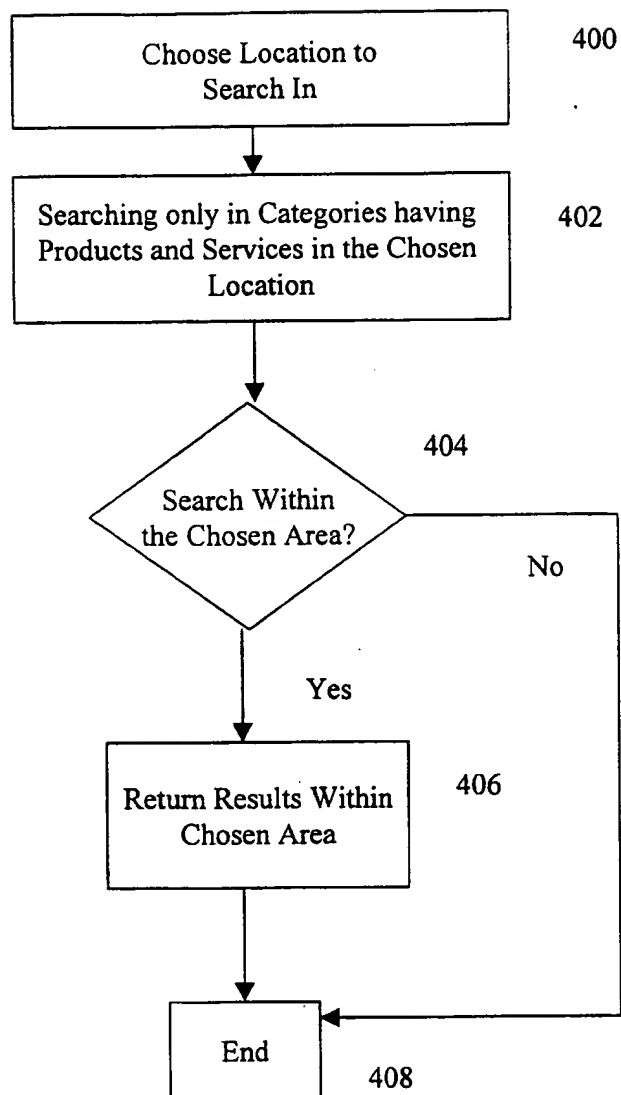 Choose Location to
Search In
400
Searching only in Categories having
Products and Services in the Chosen
Location
402
404
Search Within
the Chosen Area?
No
Yes
Return Results Within
Chosen Area
406
End
408